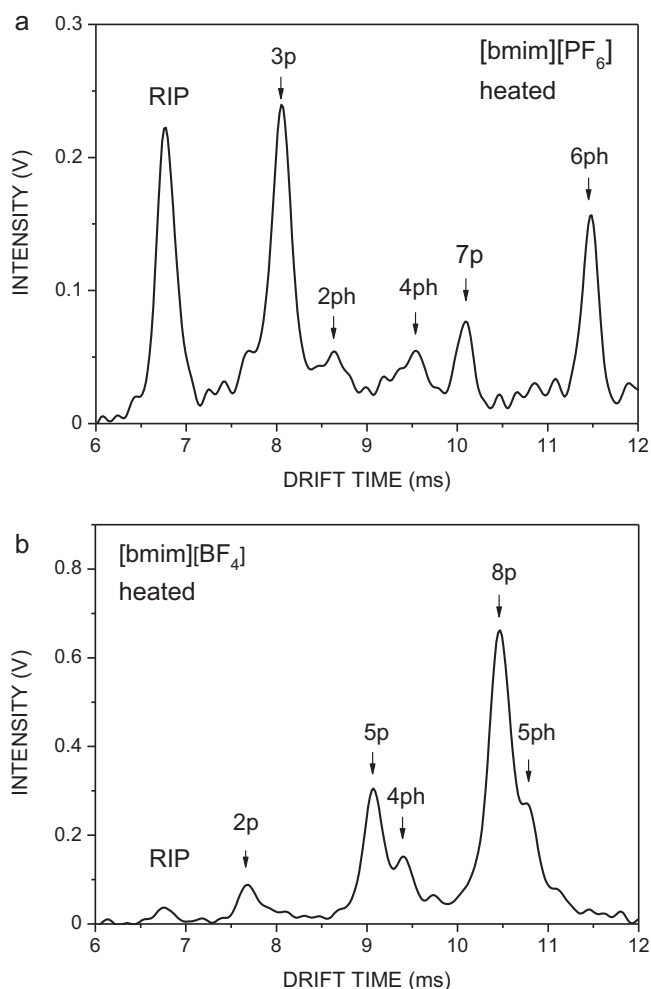 a
[bmim][PF₆]
heated
RIP
3p
2ph
4ph
7p
6ph
INTENSITY (V)
0.3
0.2
0.1
0
6 7 8 9 10 11 12
DRIFT TIME (ms)
b
[bmim][BF₄]
heated
RIP
2p
5p
4ph
8p
5ph
INTENSITY (V)
0.8
0.6
0.4
0.2
0
6 7 8 9 10 11 12
DRIFT TIME (ms)